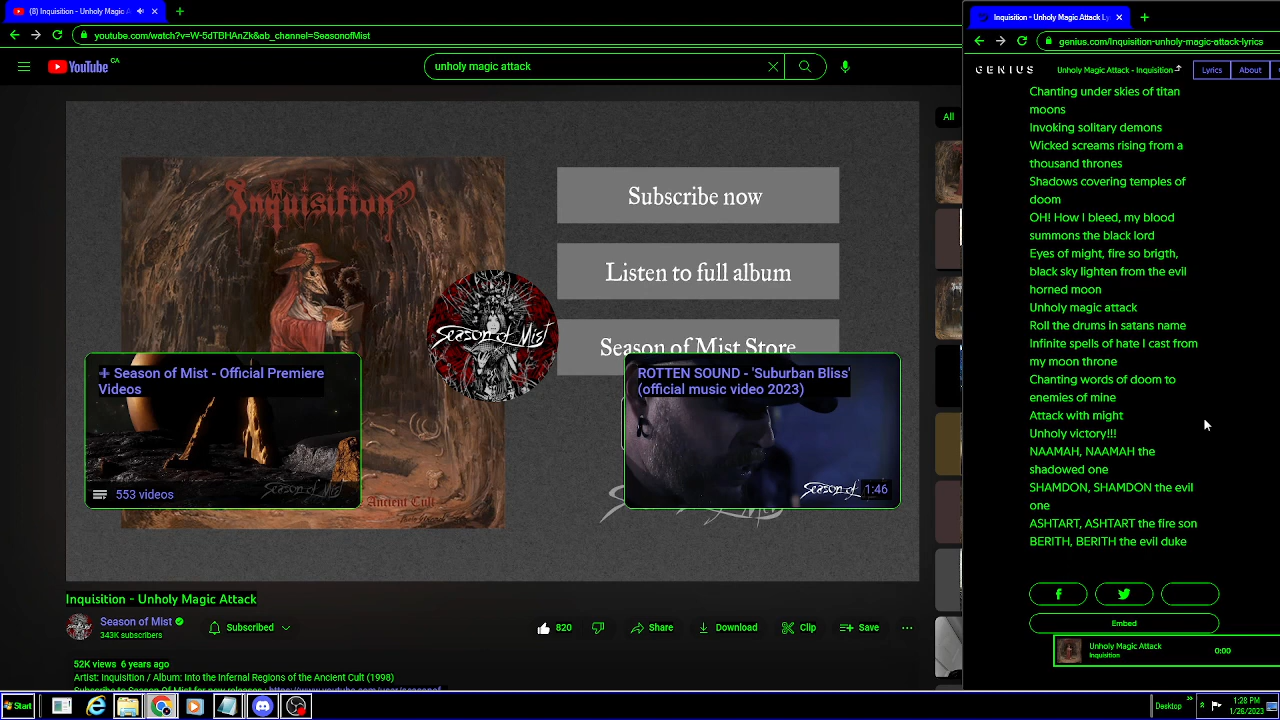 (8) Inquisition - Unholy Magic A
youtube.com/watch?v=W-5dTBHAnZk&ab_channel=SeasonofMist
YouTube CA
unholy magic attack
All
Inquisition
Ancient Cult
Subscribe now
Listen to full album
Season of Mist Store
Season of Mist
Season of Mist - Official Premiere
Videos
553 videos
ROTTEN SOUND - 'Suburban Bliss'
(official music video 2023)
Season of
1:46
Inquisition - Unholy Magic Attack
Season of Mist
343K subscribers
Subscribed
820
Share
Download
Clip
Save
52K views 6 years ago
Artist: Inquisition / Album: Into the Infernal Regions of the Ancient Cult (1998)
Inquisition - Unholy Magic Attack Ly
genius.com/Inquisition-unholy-magic-attack-lyrics
GENIUS
Unholy Magic Attack - Inquisition
Lyrics
About
Chanting under skies of titan
moons
Invoking solitary demons
Wicked screams rising from a
thousand thrones
Shadows covering temples of
doom
OH! How I bleed, my blood
summons the black lord
Eyes of might, fire so brigth,
black sky lighten from the evil
horned moon
Unholy magic attack
Roll the drums in satans name
Infinite spells of hate I cast from
my moon throne
Chanting words of doom to
enemies of mine
Attack with might
Unholy victory!!!
NAAMAH, NAAMAH the
shadowed one
SHAMDON, SHAMDON the evil
one
ASHTART, ASHTART the fire son
BERITH, BERITH the evil duke
Embed
Unholy Magic Attack
Inquisition
0:00
Start
Desktop
1:28 PM
1/26/2023